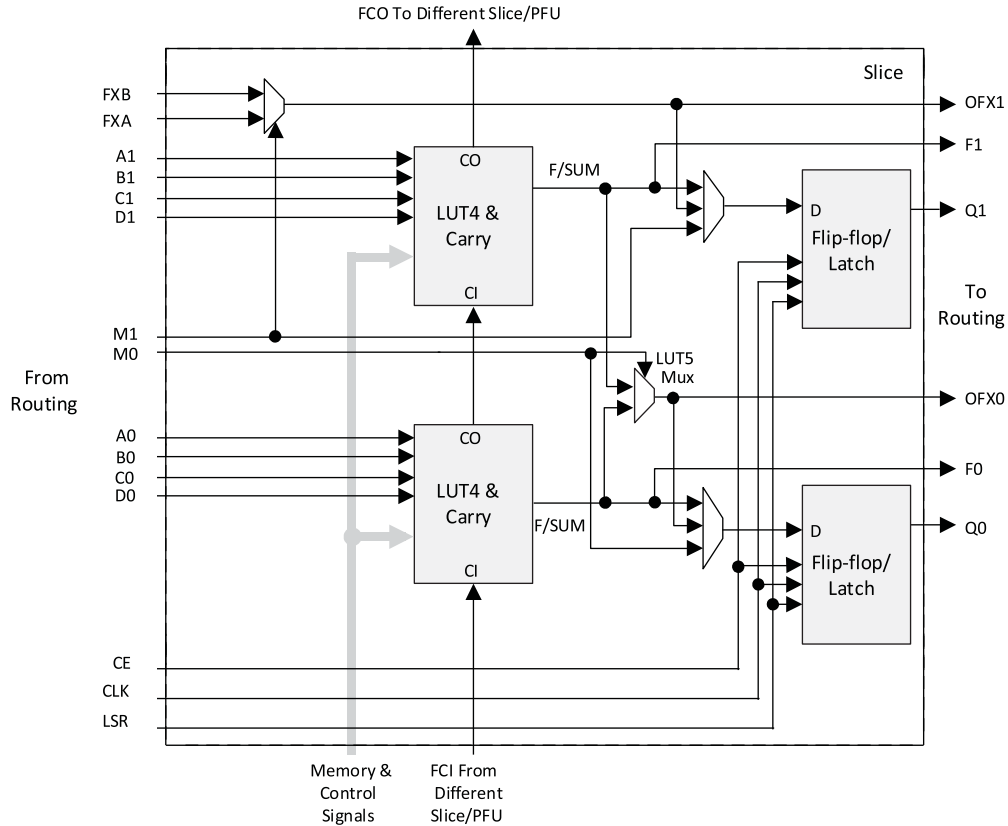 FCO To Different Slice/PFU
Slice
FXB
FXA
OFX1
F1
A1
B1
C1
D1
CO
LUT4 &
Carry
CI
F/SUM
D
Flip-flop/
Latch
Q1
To
Routing
M1
M0
From
Routing
LUT5
Mux
OFX0
A0
B0
C0
D0
CO
LUT4 &
Carry
CI
F/SUM
F0
D
Flip-flop/
Latch
Q0
CE
CLK
LSR
Memory &
Control
Signals
FCI From
Different
Slice/PFU